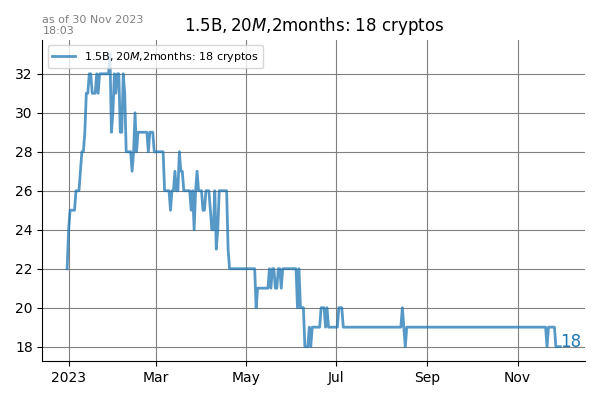 as of 30 Nov 2023
18:03
1.5B, 20M,2months: 18 cryptos
1.5B, 20M,2months: 18 cryptos
32
30
28
26
24
22
20
18
18
2023 Mar May Jul Sep Nov